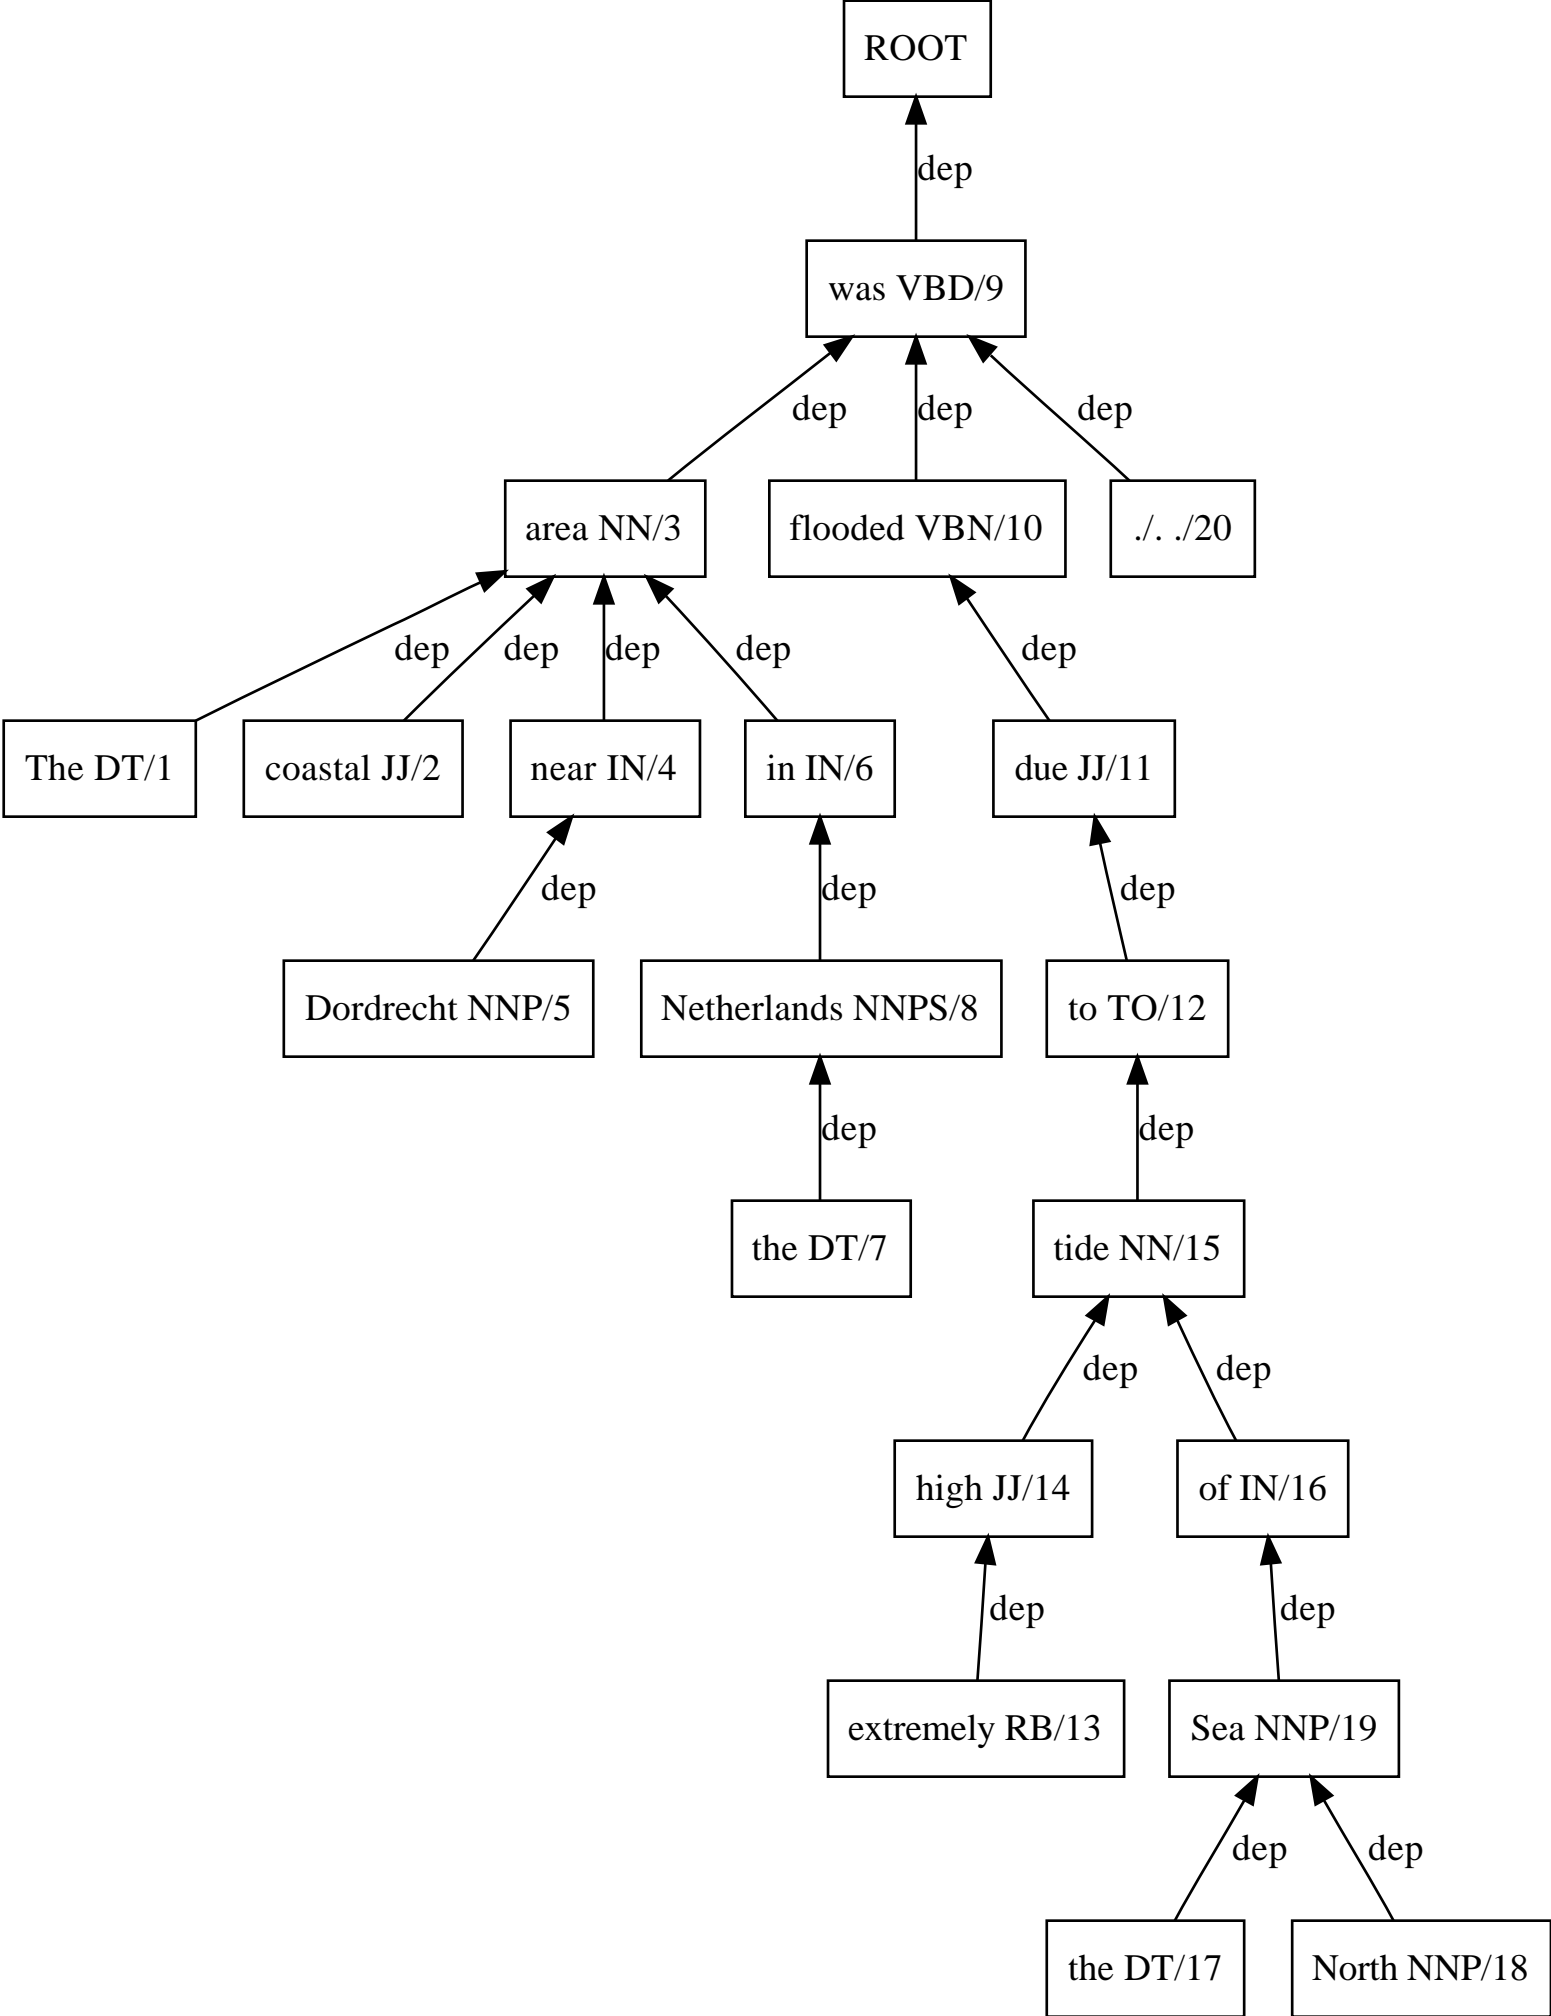 ROOT
dep
was VBD/9
dep dep dep
area NN/3 flooded VBN/10 ./. ./20
dep dep dep dep dep
The DT/1 coastal JJ/2 near IN/4 in IN/6 due JJ/11
dep dep dep
Dordrecht NNP/5 Netherlands NNPS/8 to TO/12
dep dep
the DT/7 tide NN/15
dep dep
high JJ/14 of IN/16
dep dep
extremely RB/13 Sea NNP/19
dep dep
the DT/17 North NNP/18